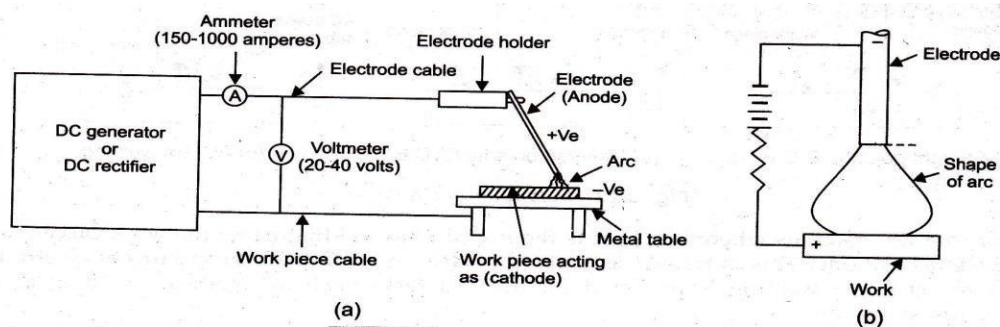 Ammeter
(150-1000 amperes)
Electrode holder
Electrode cable
Electrode
(Anode)
+Ve
A
DC generator
or
DC rectifier
V
Voltmeter
(20-40 volts)
Arc
–Ve
Metal table
Work piece cable
Work piece acting
as (cathode)
(a)
–
Electrode
Shape
of arc
+
Work
(b)